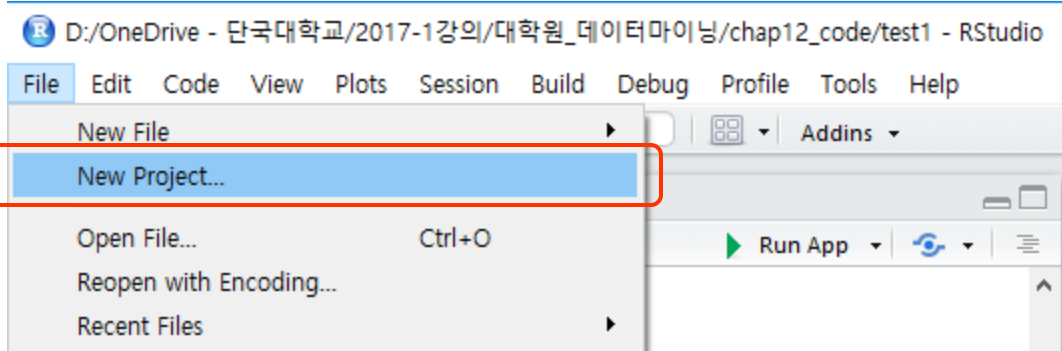 R D:/OneDrive - 단국대학교/2017-1강의/대학원_데이터마이닝/chap12_code/test1 - RStudio
File Edit Code View Plots Session Build Debug Profile Tools Help
New File Addins
New Project...
Open File... Ctrl+O Run App
Reopen with Encoding...
Recent Files